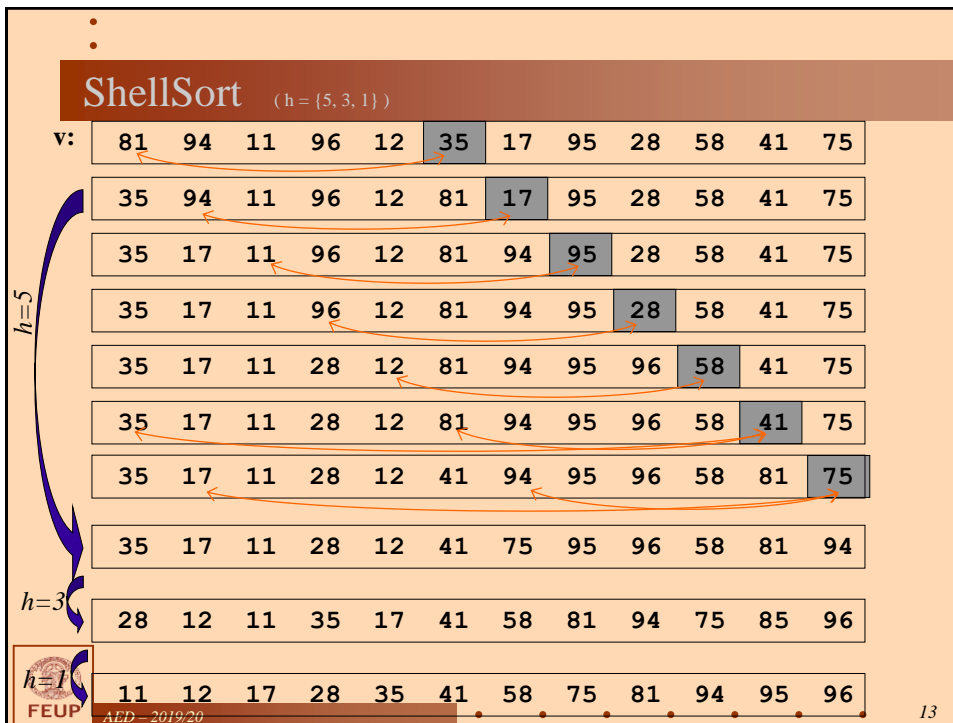 ShellSort ( h = {5, 3, 1} )
v: 81 94 11 96 12 35 17 95 28 58 41 75
35 94 11 96 12 81 17 95 28 58 41 75
35 17 11 96 12 81 94 95 28 58 41 75
h=5
35 17 11 96 12 81 94 95 28 58 41 75
35 17 11 28 12 81 94 95 96 58 41 75
35 17 11 28 12 81 94 95 96 58 41 75
35 17 11 28 12 41 94 95 96 58 81 75
35 17 11 28 12 41 75 95 96 58 81 94
h=3
28 12 11 35 17 41 58 81 94 75 85 96
h=1
11 12 17 28 35 41 58 75 81 94 95 96
FEUP AED – 2019/20 13